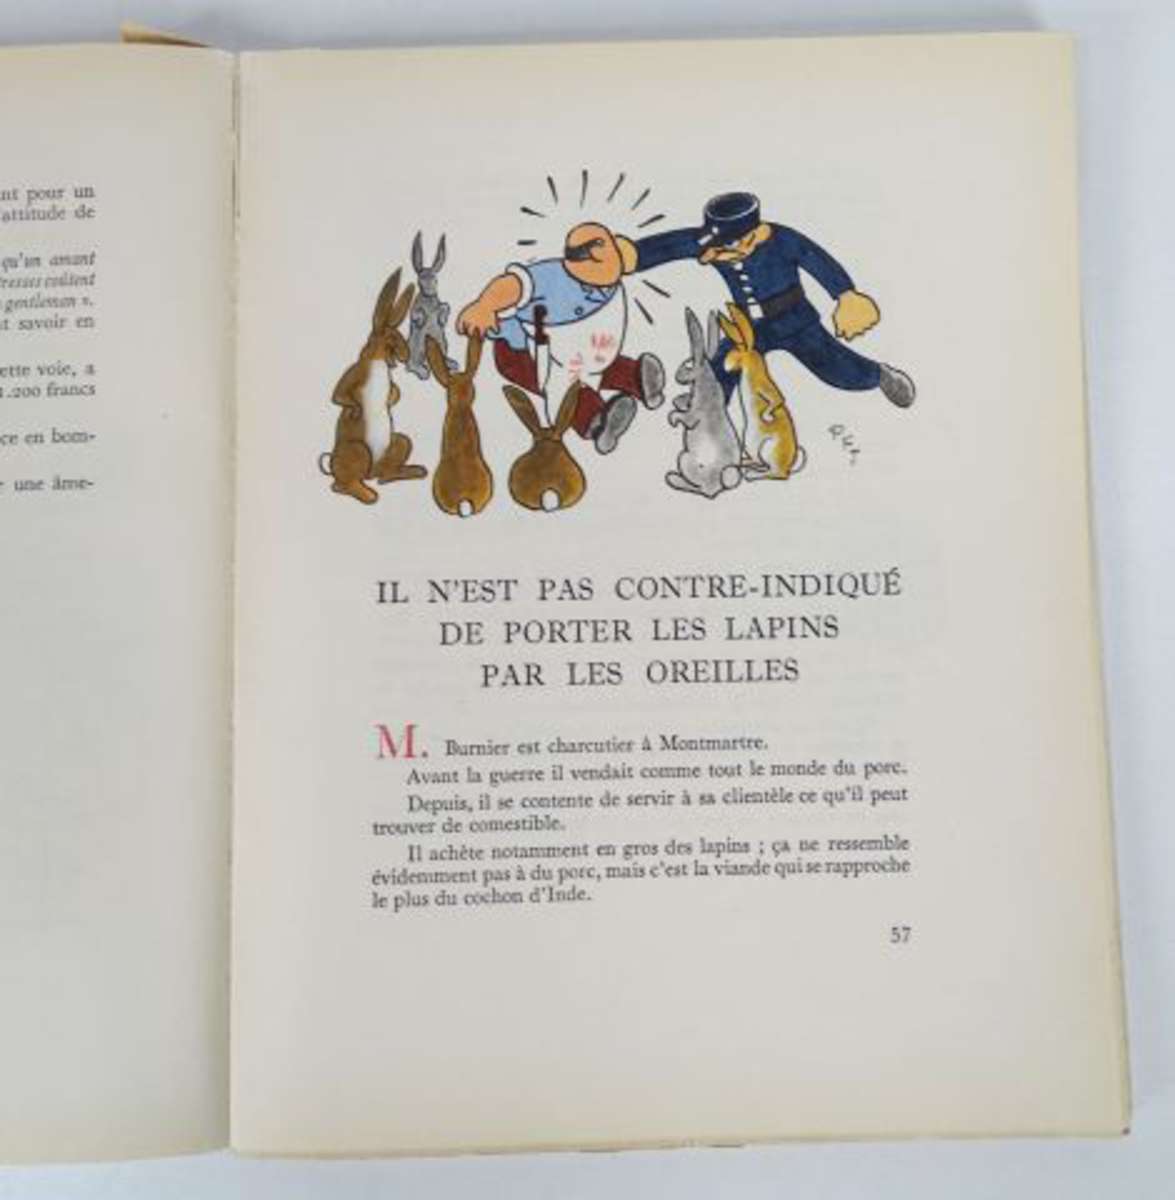 nt pour un
attitude de
qu'un amant
resses coûtent
gentleman ».
t savoir en
ette voie, a
1.200 francs
ce en bom-
e une âme-
IL N'EST PAS CONTRE-INDIQUÉ
DE PORTER LES LAPINS
PAR LES OREILLES
M. Burnier est charcutier à Montmartre.
Avant la guerre il vendait comme tout le monde du porc.
Depuis, il se contente de servir à sa clientèle ce qu'il peut
trouver de comestible.
Il achète notamment en gros des lapins ; ça ne ressemble
évidemment pas à du porc, mais c'est la viande qui se rapproche
le plus du cochon d'Inde.
57